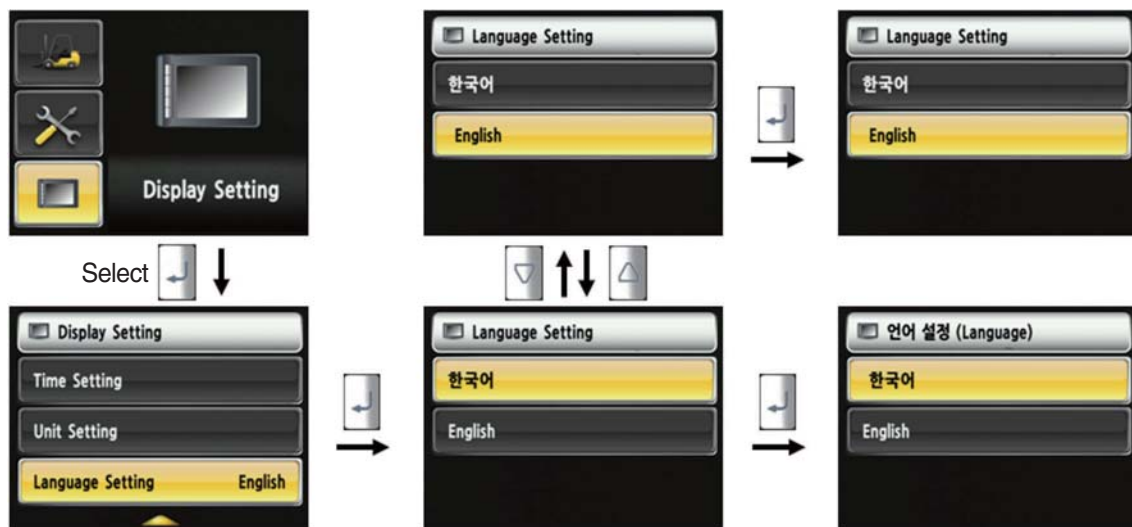 Display Setting
Select
Display Setting
Time Setting
Unit Setting
Language Setting English
Language Setting
한국어
English
Language Setting
한국어
English
Language Setting
한국어
English
언어 설정 (Language)
한국어
English